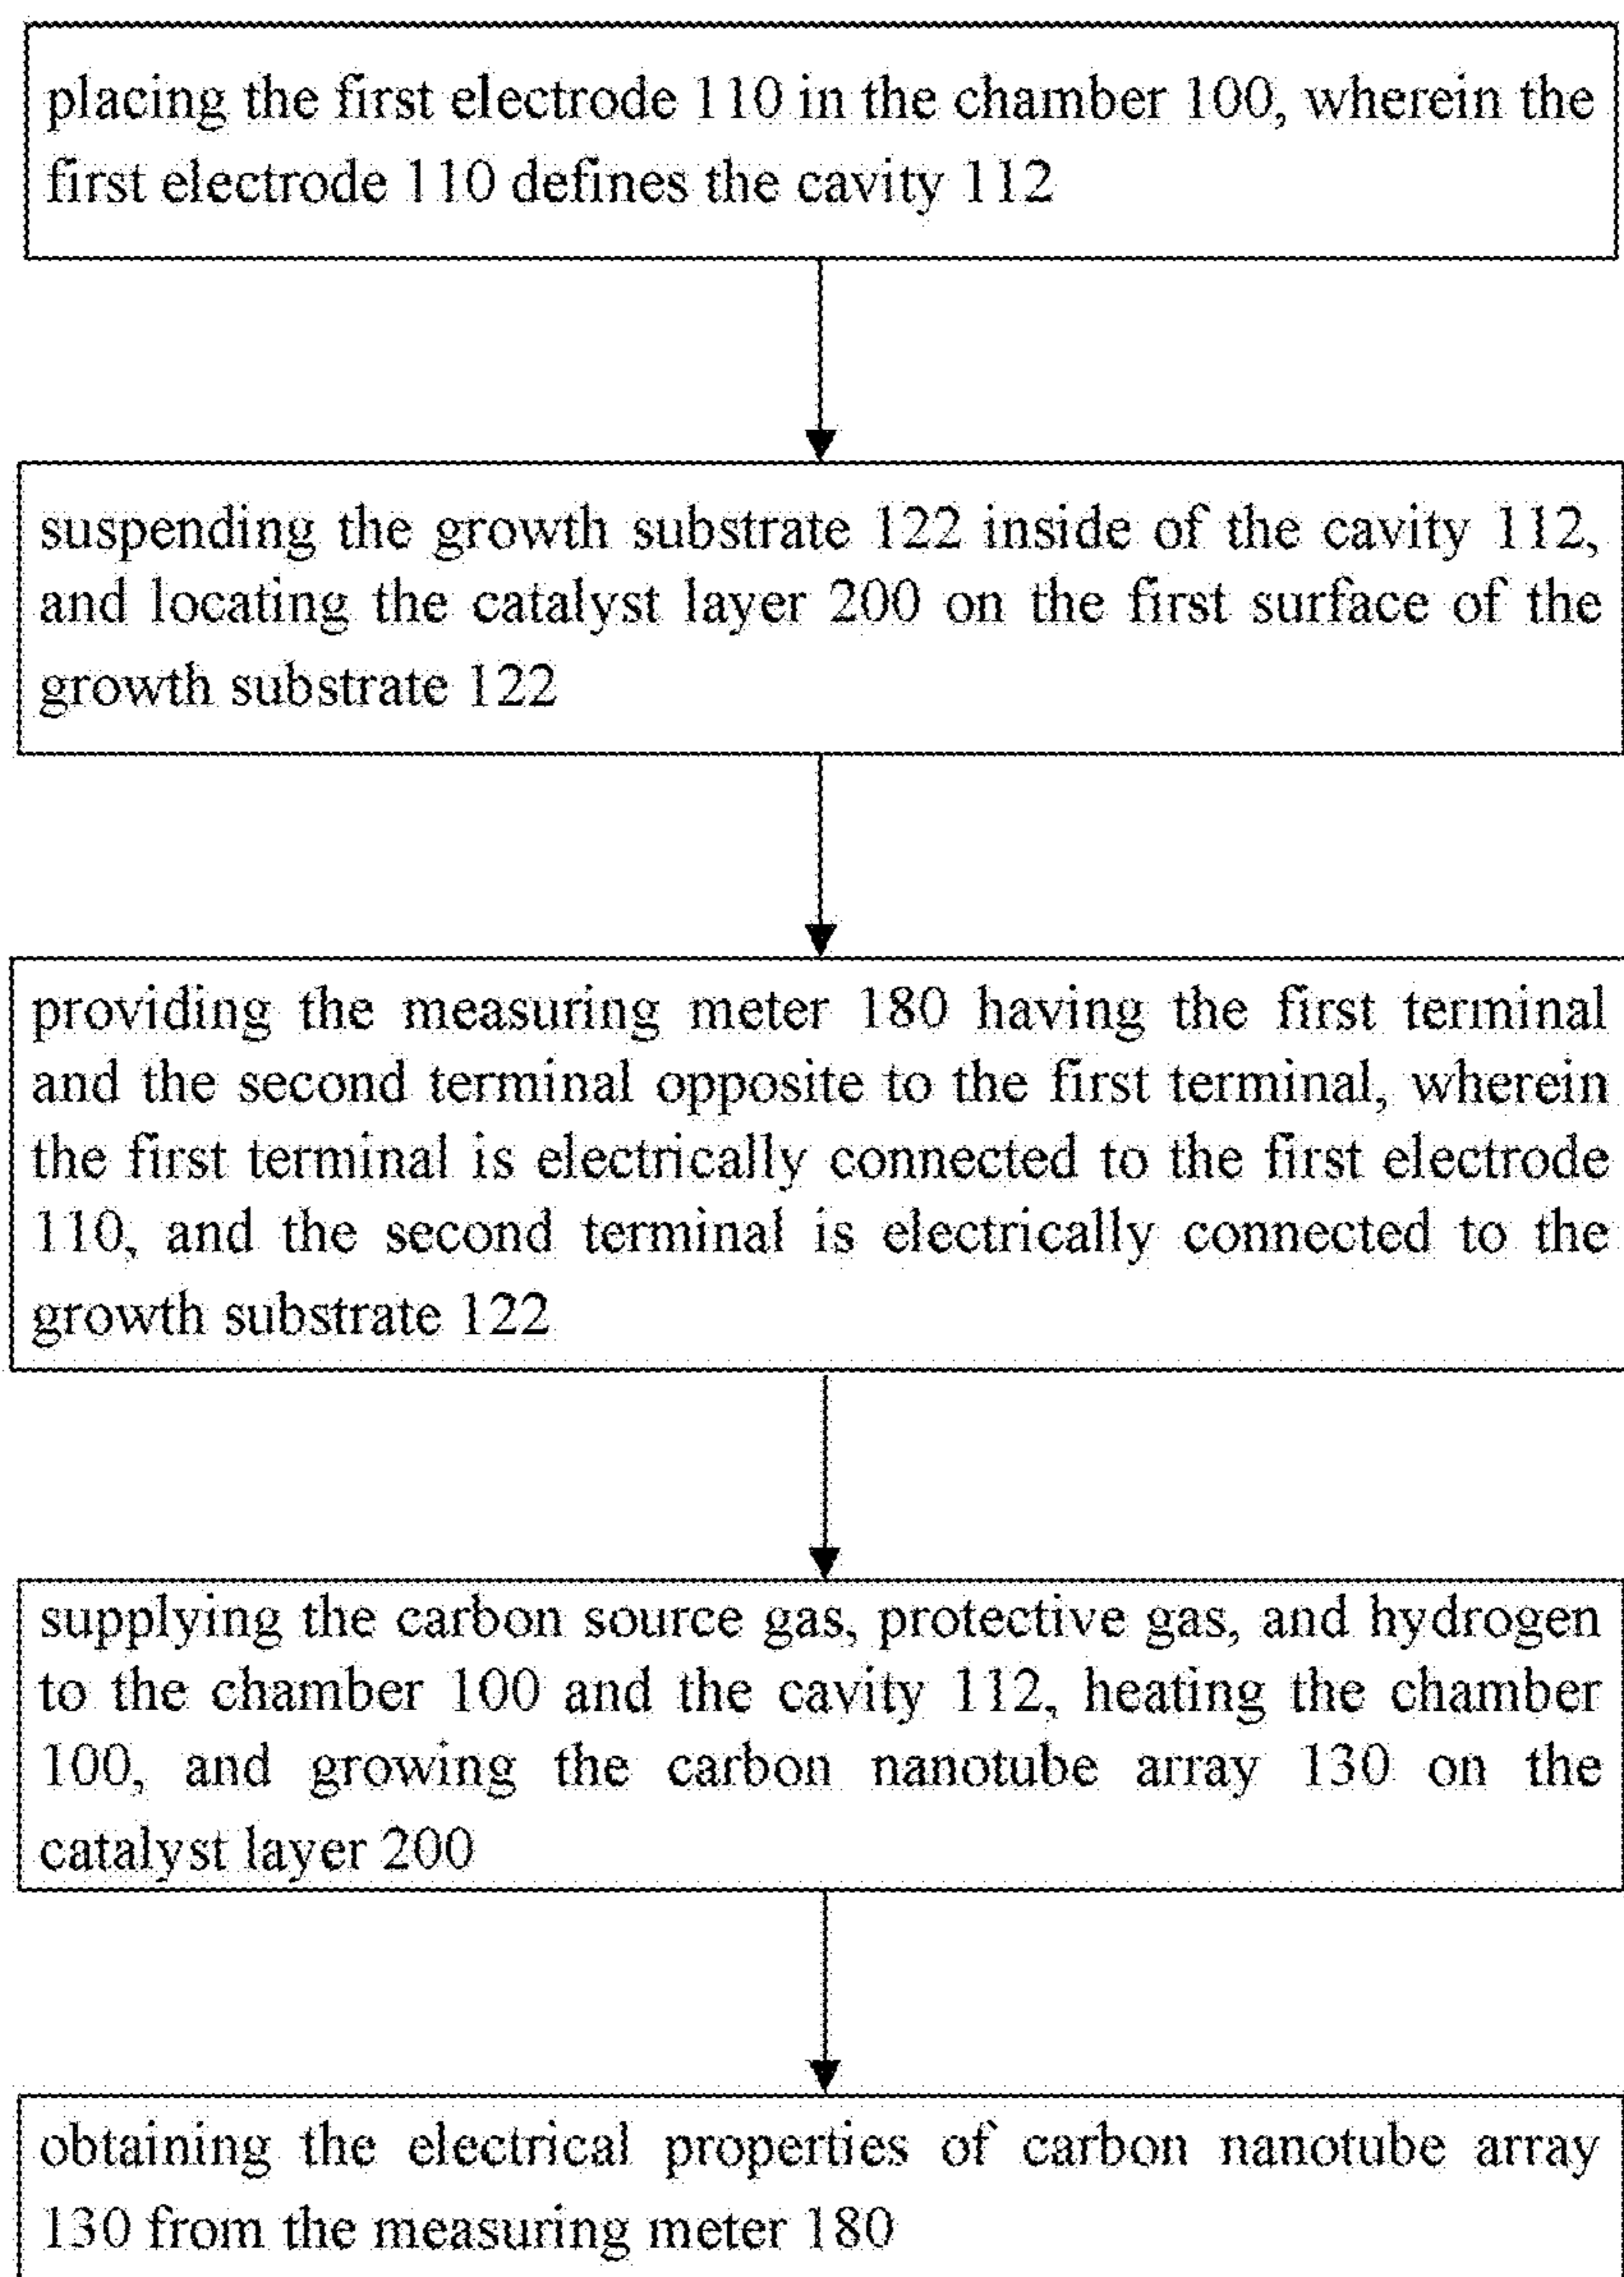 placing the first electrode 110 in the chamber 100, wherein the
first electrode 110 defines the cavity 112
suspending the growth substrate 122 inside of the cavity 112,
and locating the catalyst layer 200 on the first surface of the
growth substrate 122
providing the measuring meter 180 having the first terminal
and the second terminal opposite to the first terminal, wherein
the first terminal is electrically connected to the first electrode
110, and the second terminal is electrically connected to the
growth substrate 122
supplying the carbon source gas, protective gas, and hydrogen
to the chamber 100 and the cavity 112, heating the chamber
100, and growing the carbon nanotube array 130 on the
catalyst layer 200
obtaining the electrical properties of carbon nanotube array
130 from the measuring meter 180